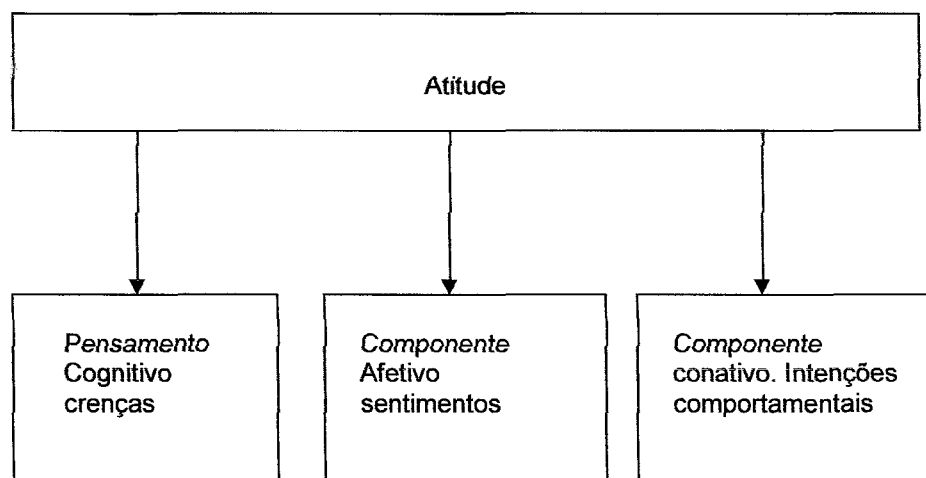 Atitude
Pensamento
Cognitivo
crenças
Componente
Afetivo
sentimentos
Componente
conativo. Intenções
comportamentais